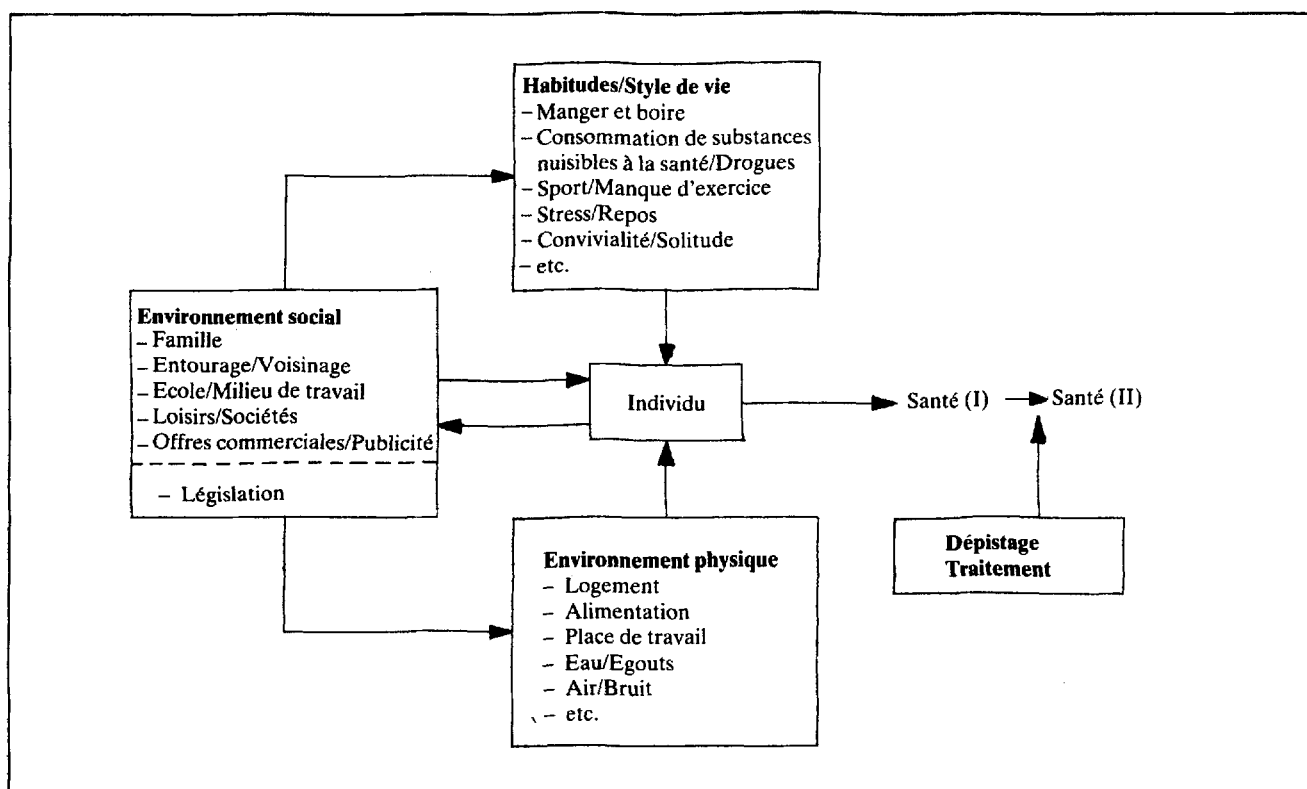 Habitudes/Style de vie
– Manger et boire
– Consommation de substances
nuisibles à la santé/Drogues
– Sport/Manque d'exercice
– Stress/Repos
– Convivialité/Solitude
– etc.
Environnement social
– Famille
– Entourage/Voisinage
– Ecole/Milieu de travail
– Loisirs/Sociétés
– Offres commerciales/Publicité
– Législation
Individu
Santé (I)
Santé (II)
Environnement physique
– Logement
– Alimentation
– Place de travail
– Eau/Egouts
– Air/Bruit
– etc.
Dépistage
Traitement